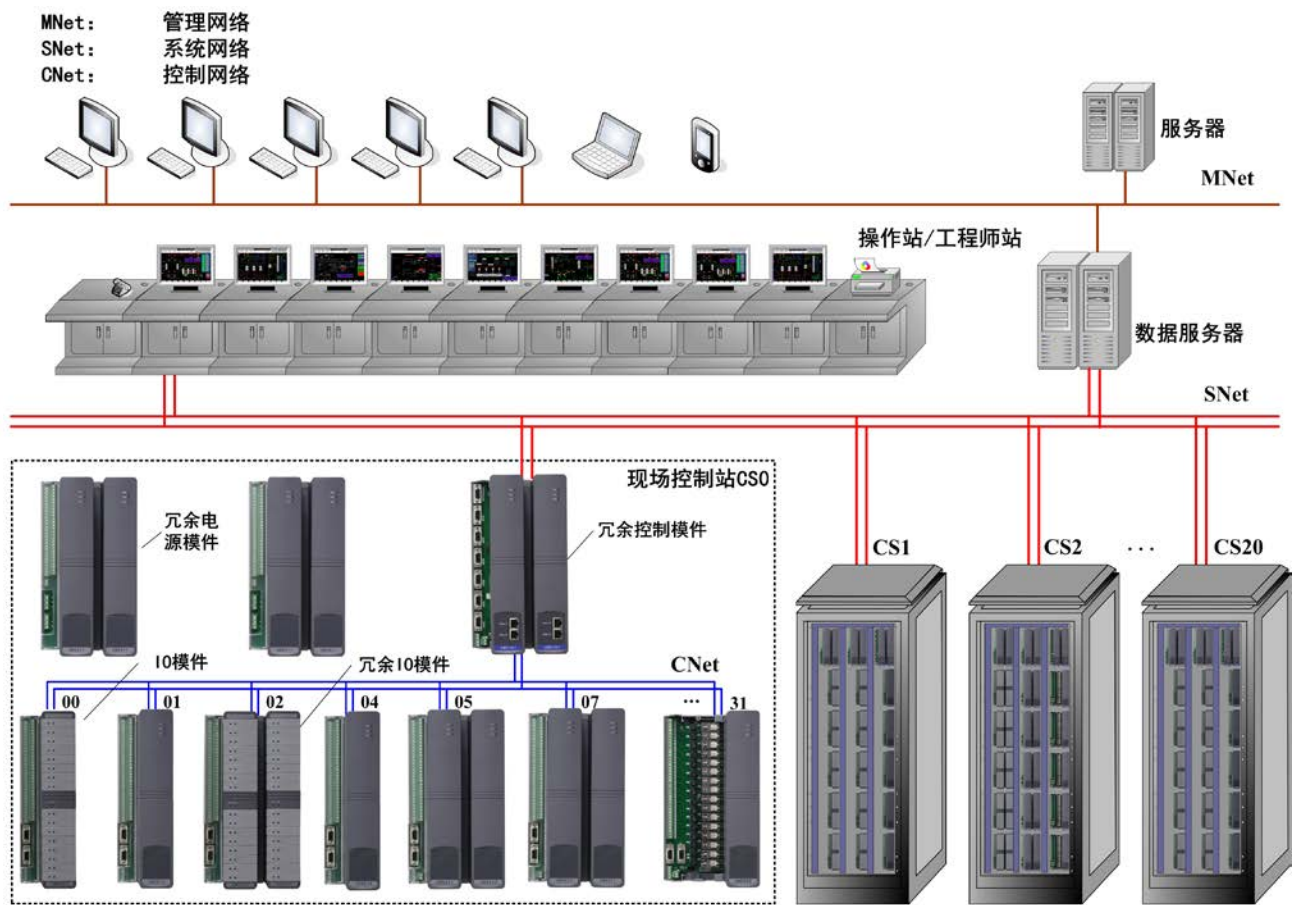 MNet: 管理网络
SNet: 系统网络
CNet: 控制网络
服务器
MNet
操作站/工程师站
数据服务器
SNet
现场控制站CS0
冗余电
源模件
冗余控制模件
CS1
CS2
...
CS20
IO模件
冗余IO模件
CNet
00
01
02
04
05
07
...
31